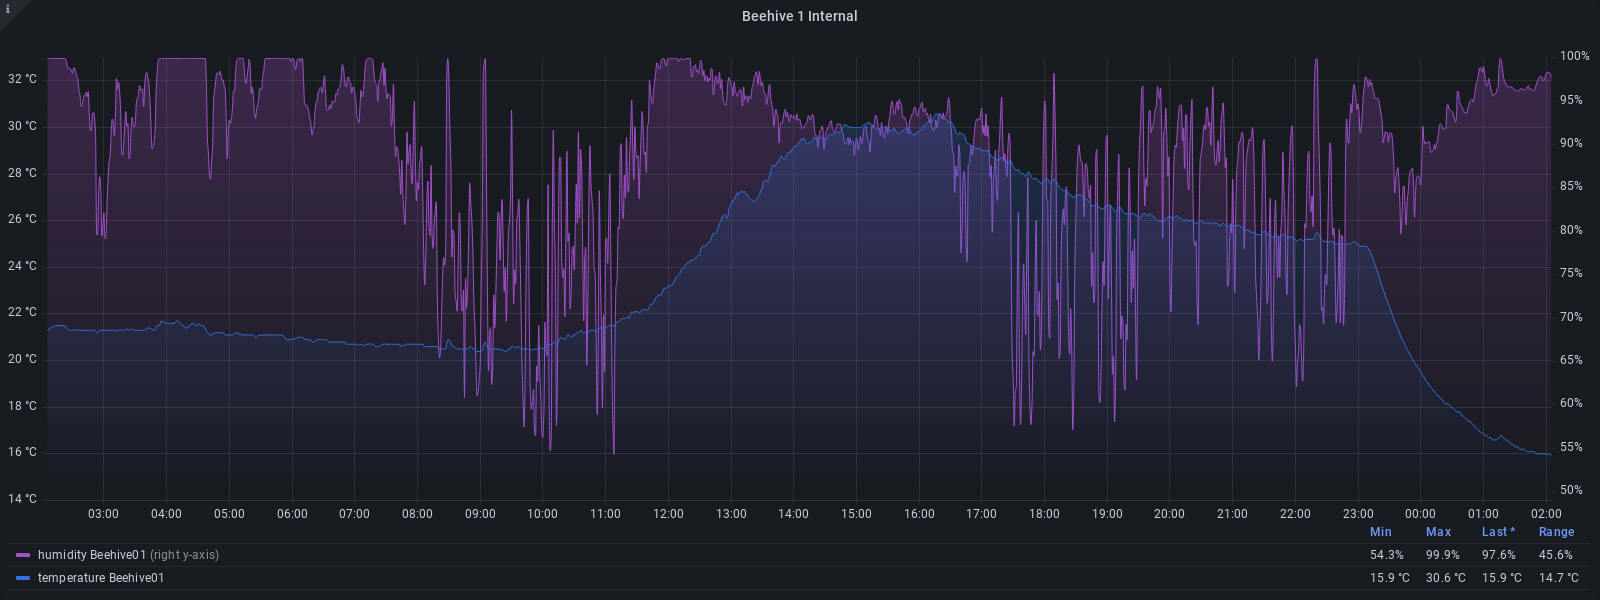 i
Beehive 1 Internal
32 °C
30 °C
28 °C
26 °C
24 °C
22 °C
20 °C
18 °C
16 °C
14 °C
100%
95%
90%
85%
80%
75%
70%
65%
60%
55%
50%
03:00 04:00 05:00 06:00 07:00 08:00 09:00 10:00 11:00 12:00 13:00 14:00 15:00 16:00 17:00 18:00 19:00 20:00 21:00 22:00 23:00 00:00 01:00 02:00
Min Max Last * Range
humidity Beehive01 (right y-axis) 54.3% 99.9% 97.6% 45.6%
temperature Beehive01 15.9 °C 30.6 °C 15.9 °C 14.7 °C